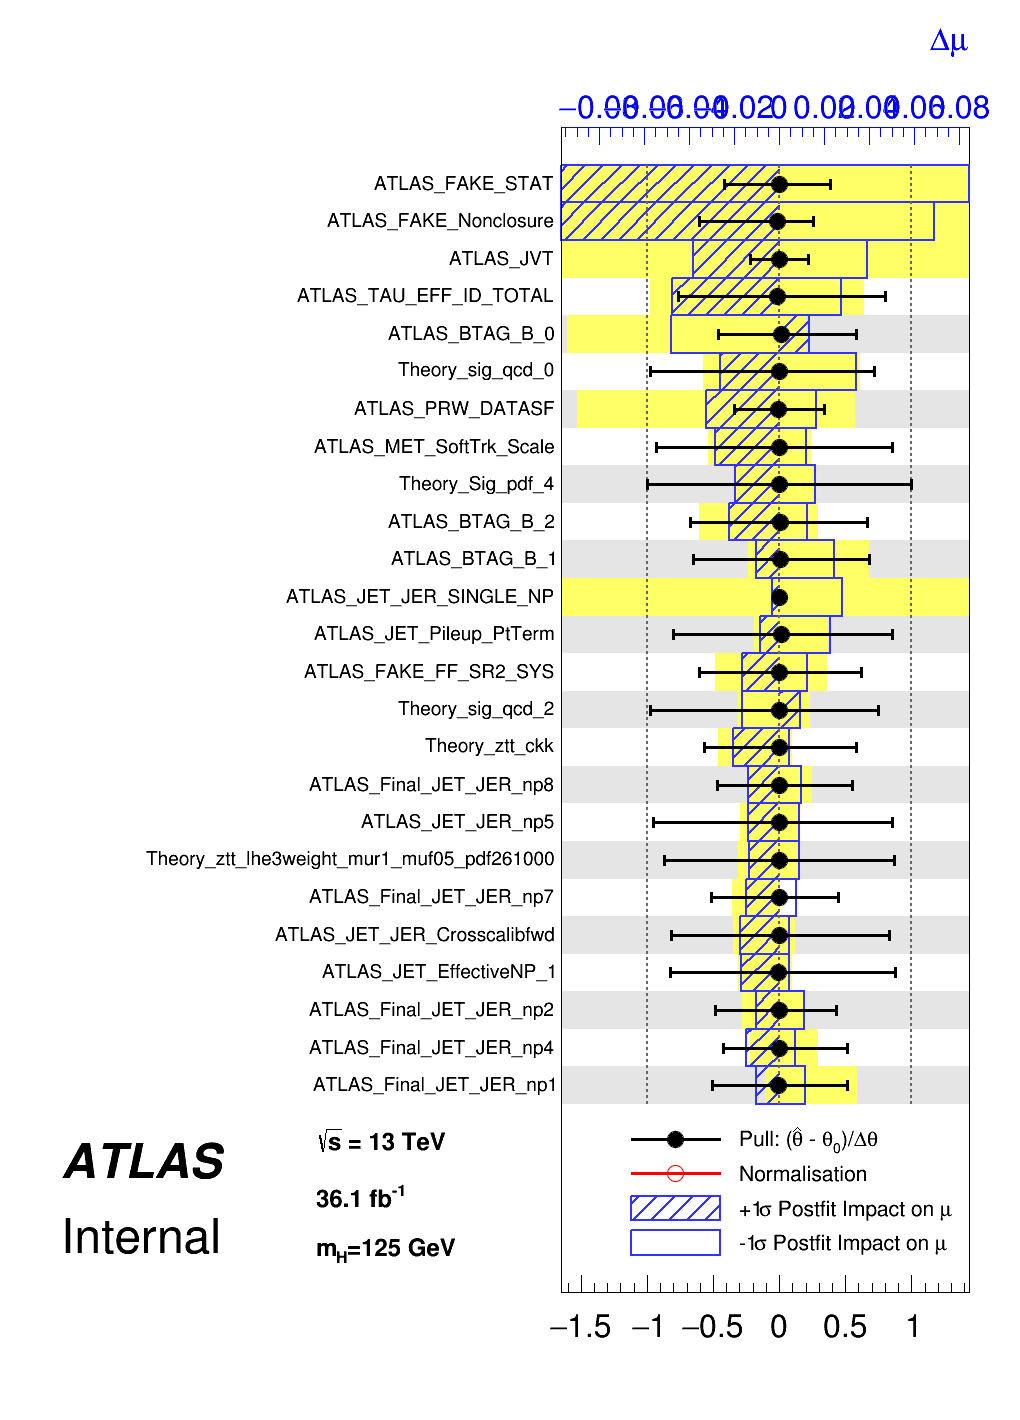 Δμ
−0.08 −0.06 −0.04 −0.02 0 0.02 0.04 0.06 0.08
ATLAS_FAKE_STAT
ATLAS_FAKE_Nonclosure
ATLAS_JVT
ATLAS_TAU_EFF_ID_TOTAL
ATLAS_BTAG_B_0
Theory_sig_qcd_0
ATLAS_PRW_DATASF
ATLAS_MET_SoftTrk_Scale
Theory_Sig_pdf_4
ATLAS_BTAG_B_2
ATLAS_BTAG_B_1
ATLAS_JET_JER_SINGLE_NP
ATLAS_JET_Pileup_PtTerm
ATLAS_FAKE_FF_SR2_SYS
Theory_sig_qcd_2
Theory_ztt_ckk
ATLAS_Final_JET_JER_np8
ATLAS_JET_JER_np5
Theory_ztt_lhe3weight_mur1_muf05_pdf261000
ATLAS_Final_JET_JER_np7
ATLAS_JET_JER_Crosscalibfwd
ATLAS_JET_EffectiveNP_1
ATLAS_Final_JET_JER_np2
ATLAS_Final_JET_JER_np4
ATLAS_Final_JET_JER_np1
ATLAS
Internal
√s = 13 TeV
36.1 fb⁻¹
m_H=125 GeV
Pull: (θ̂ - θ₀)/Δθ
Normalisation
+1σ Postfit Impact on μ
-1σ Postfit Impact on μ
−1.5 −1 −0.5 0 0.5 1